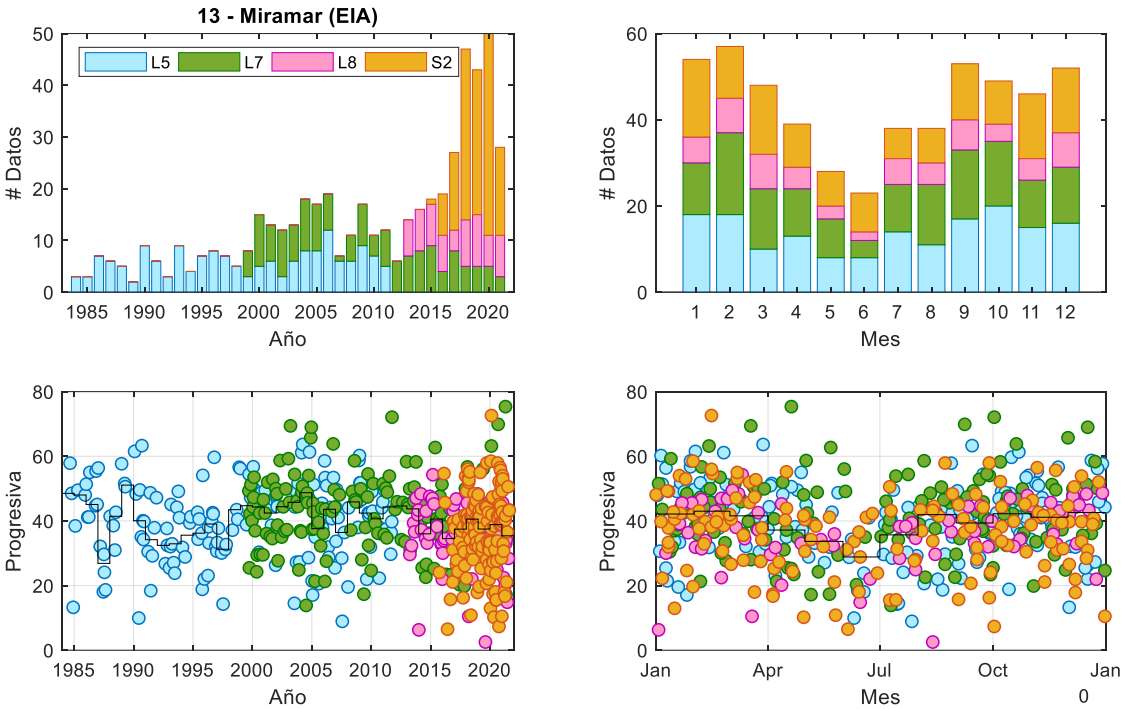 13 - Miramar (EIA)
L5 L7 L8 S2
# Datos
50
40
30
20
10
0
1985 1990 1995 2000 2005 2010 2015 2020
Año
# Datos
60
40
20
0
1 2 3 4 5 6 7 8 9 10 11 12
Mes
Progresiva
80
60
40
20
0
1985 1990 1995 2000 2005 2010 2015 2020
Año
Progresiva
80
60
40
20
0
Jan Apr Jul Oct Jan
Mes 0